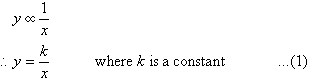 y ∝ 1/x
∴ y = k/x where k is a constant ...(1)